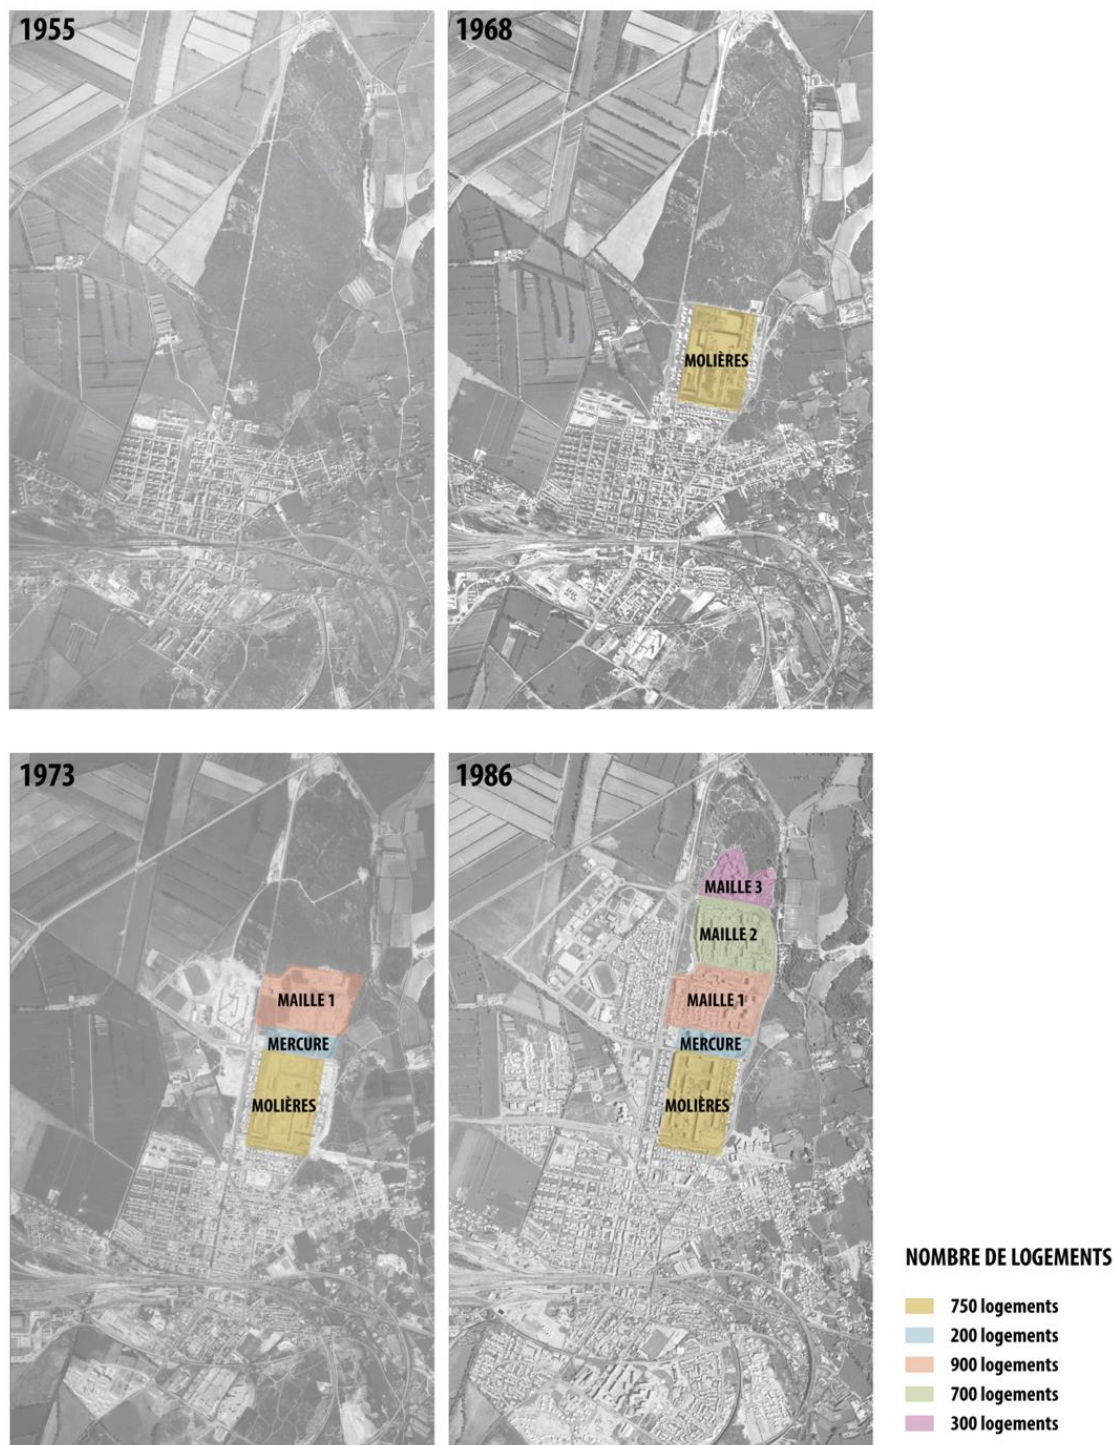 1955
1968
MOLIÈRES
1973
1986
MAILLE 1
MERCURE
MOLIÈRES
MAILLE 3
MAILLE 2
MAILLE 1
MERCURE
MOLIÈRES
NOMBRE DE LOGEMENTS
750 logements
200 logements
900 logements
700 logements
300 logements